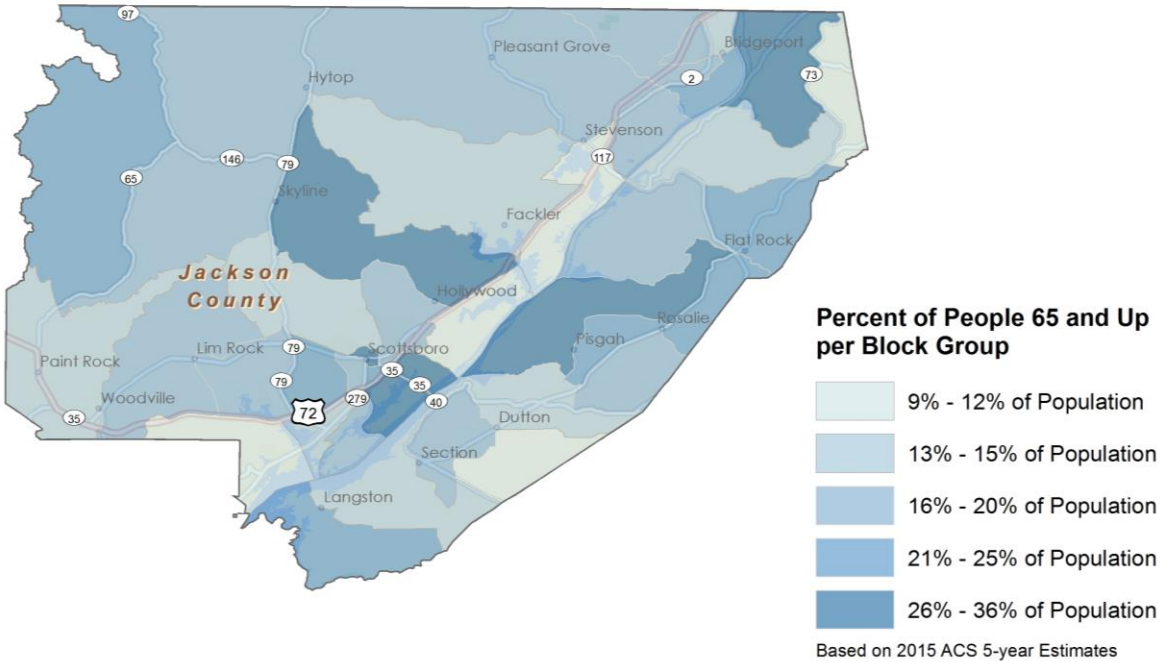 97
Pleasant Grove
Bridgeport
2
73
Hytop
Stevenson
117
146
79
65
Skyline
Fackler
Flat Rock
Jackson
County
Hollywood
Rosalie
Pisgah
Lim Rock
79
Scottsboro
Paint Rock
35
79
35
Woodville
279
40
72
35
Dutton
Section
Langston
Percent of People 65 and Up
per Block Group
9% - 12% of Population
13% - 15% of Population
16% - 20% of Population
21% - 25% of Population
26% - 36% of Population
Based on 2015 ACS 5-year Estimates